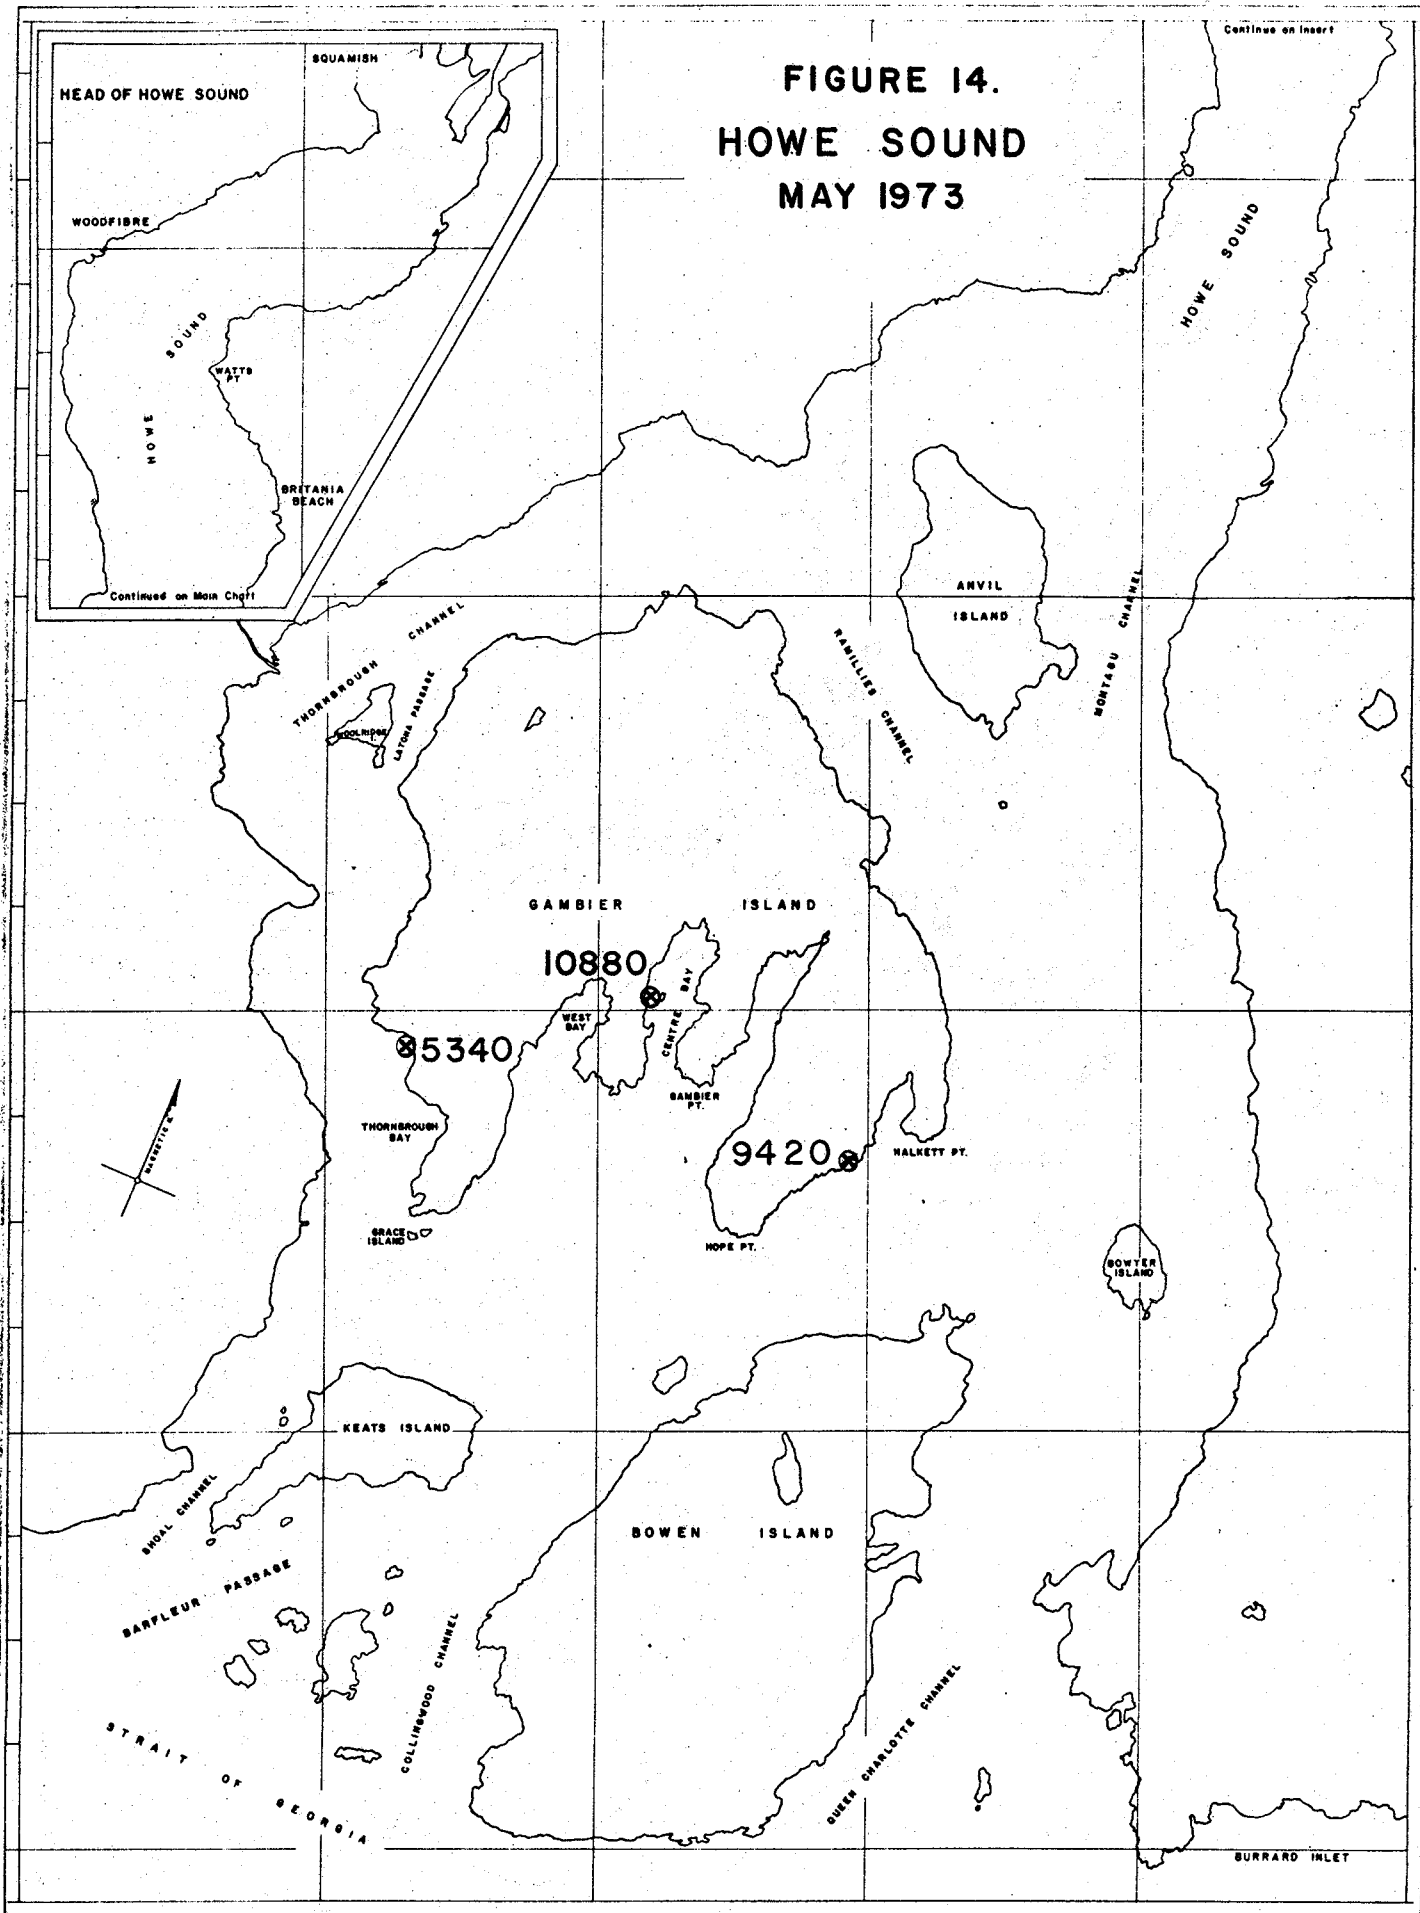 Continue on Insert
FIGURE 14.
HOWE SOUND
MAY 1973
SQUAMISH
HEAD OF HOWE SOUND
WOODFIBRE
SOUND
HOWE
WATTS
PT
BRITANIA
BEACH
Continued on Main Chart
HOWE SOUND
ANVIL
ISLAND
THORNBROUGH CHANNEL
LATONA PASSAGE
WOOLRIDGE
RAMILLIES CHANNEL
MONTAGU CHANNEL
GAMBIER ISLAND
10880
WEST
BAY
CENTRE BAY
5340
GAMBIER
PT.
MAGNETIC N.
THORNBROUGH
BAY
9420
HALKETT PT.
GRACE
ISLAND
HOPE PT.
BOWYER
ISLAND
KEATS ISLAND
SHOAL CHANNEL
BOWEN ISLAND
BARFLEUR PASSAGE
COLLINGWOOD CHANNEL
QUEEN CHARLOTTE CHANNEL
STRAIT OF GEORGIA
BURRARD INLET